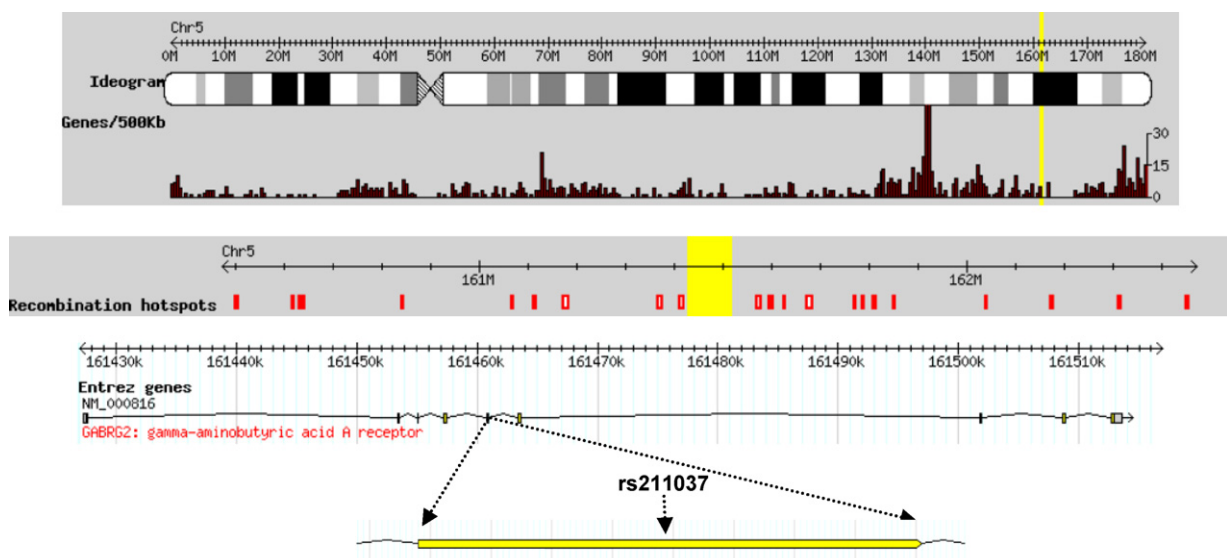 Chr5
0M 10M 20M 30M 40M 50M 60M 70M 80M 90M 100M 110M 120M 130M 140M 150M 160M 170M 180M
Ideogram
Genes/500Kb
30
15
0
Chr5
161M 162M
Recombination hotspots
161430k 161440k 161450k 161460k 161470k 161480k 161490k 161500k 161510k
Entrez genes
NM_000816
GABRG2: gamma-aminobutyric acid A receptor
rs211037